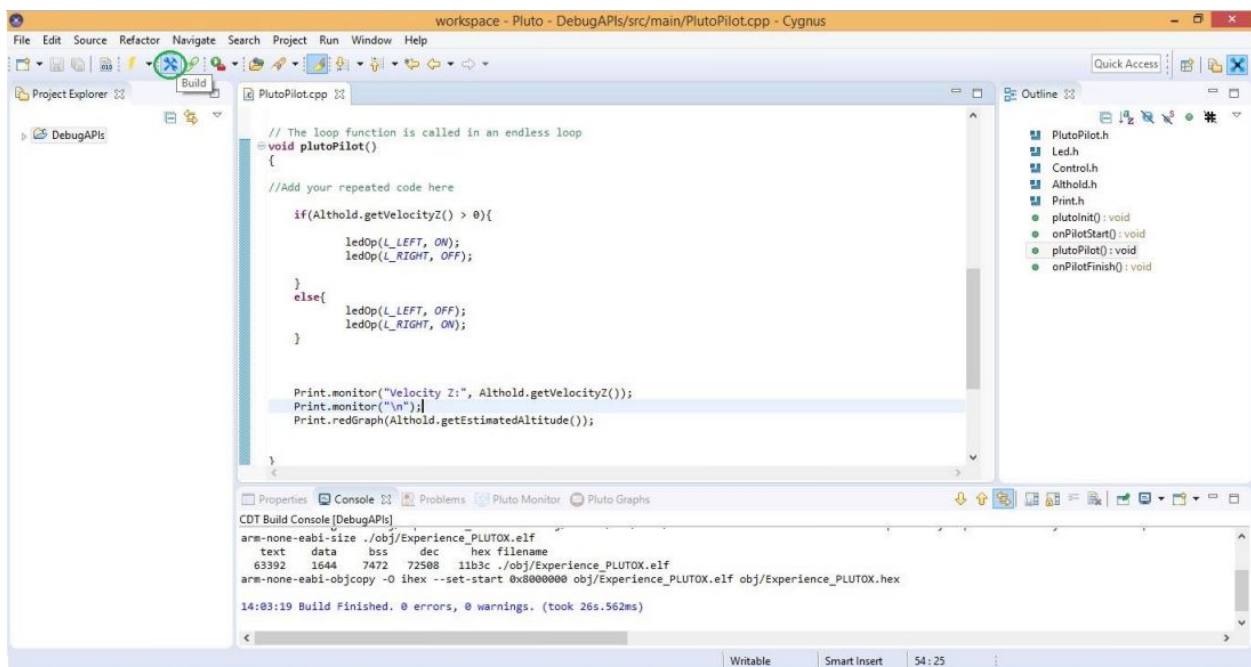 workspace - Pluto - DebugAPIs/src/main/PlutoPilot.cpp - Cygnus
File Edit Source Refactor Navigate Search Project Run Window Help
Quick Access
Build
Project Explorer
DebugAPIs
PlutoPilot.cpp
// The loop function is called in an endless loop
void plutoPilot()
{
//Add your repeated code here
if(Althold.getVelocityZ() > 0){
ledOp(L_LEFT, ON);
ledOp(L_RIGHT, OFF);
}
else{
ledOp(L_LEFT, OFF);
ledOp(L_RIGHT, ON);
}
Print.monitor("Velocity Z:", Althold.getVelocityZ());
Print.monitor("\n");
Print.redGraph(Althold.getEstimatedAltitude());
}
Outline
PlutoPilot.h
Led.h
Control.h
Althold.h
Print.h
plutoInit() : void
onPilotStart() : void
plutoPilot() : void
onPilotFinish() : void
Properties Console Problems Pluto Monitor Pluto Graphs
CDT Build Console [DebugAPIs]
arm-none-eabi-size ./obj/Experience_PLUTOX.elf
text data bss dec hex filename
63392 1644 7472 72508 11b3c ./obj/Experience_PLUTOX.elf
arm-none-eabi-objcopy -O ihex --set-start 0x8000000 obj/Experience_PLUTOX.elf obj/Experience_PLUTOX.hex
14:03:19 Build Finished. 0 errors, 0 warnings. (took 26s.562ms)
Writable Smart Insert 54 : 25